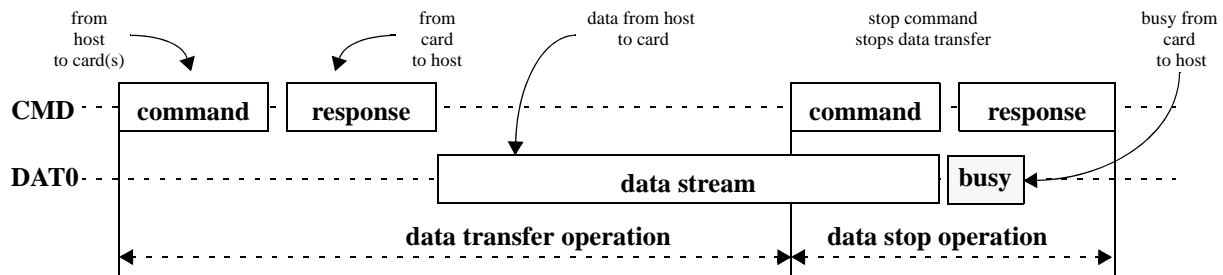 from
host
to card(s)
from
card
to host
data from host
to card
stop command
stops data transfer
busy from
card
to host
CMD
command
response
command
response
DAT0
data stream
busy
data transfer operation
data stop operation